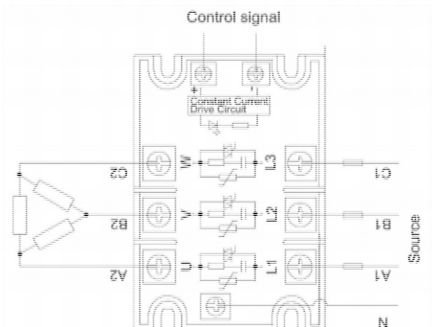 Control signal
+ -
Constant Current
Drive Circuit
C2 W L3 C1
B2 V L2 B1
A2 U L1 A1
Source
N